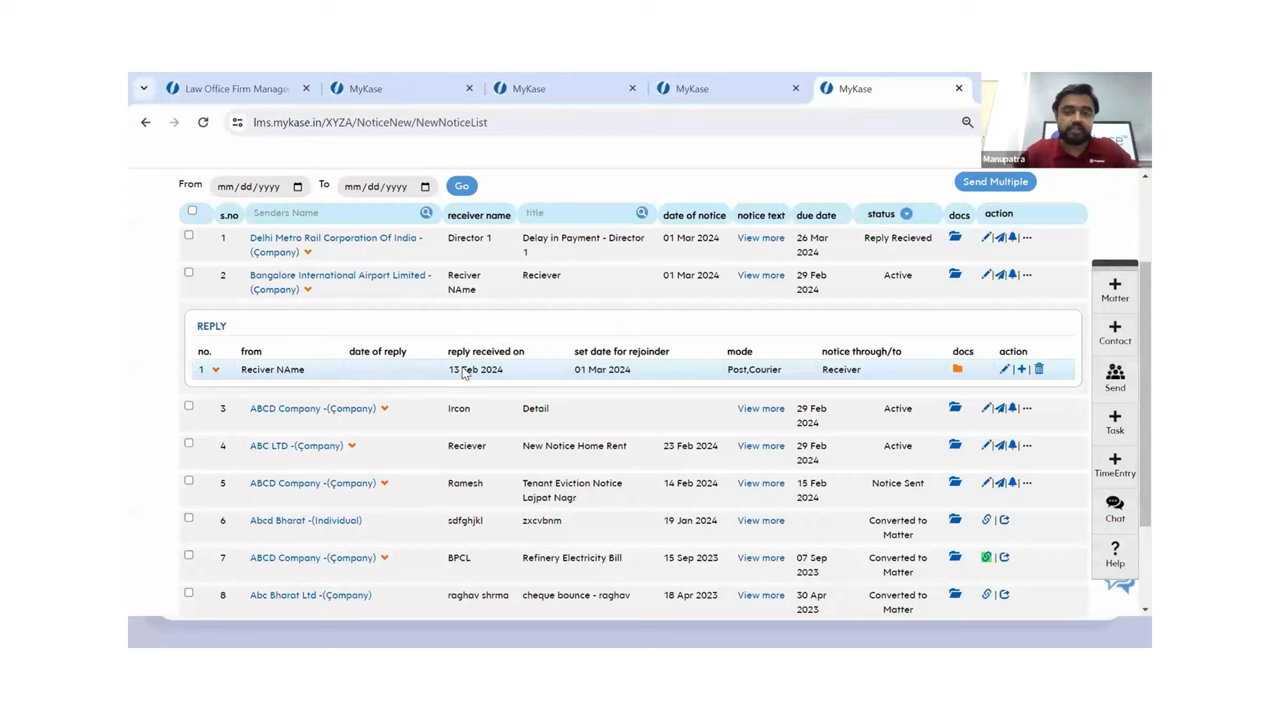 Law Office Firm Manage
MyKase
MyKase
MyKase
MyKase
lms.mykase.in/XYZA/NoticeNew/NewNoticeList
Manupatra
From mm/dd/yyyy To mm/dd/yyyy Go
Send Multiple
s.no Senders Name receiver name title date of notice notice text due date status docs action
1 Delhi Metro Rail Corporation Of India - Director 1 Delay in Payment - Director 01 Mar 2024 View more 26 Mar Reply Recieved
(Çompany) 1 2024
2 Bangalore International Airport Limited - Reciver Reciever 01 Mar 2024 View more 29 Feb Active
(Çompany) NAme 2024
REPLY
no. from date of reply reply received on set date for rejoinder mode notice through/to docs action
1 Reciver NAme 13 Feb 2024 01 Mar 2024 Post,Courier Receiver
3 ABCD Company -(Çompany) Ircon Detail View more 29 Feb Active
2024
4 ABC LTD -(Çompany) Reciever New Notice Home Rent 23 Feb 2024 View more 29 Feb Active
2024
5 ABCD Company -(Çompany) Ramesh Tenant Eviction Notice 14 Feb 2024 View more 15 Feb Notice Sent
Lajpat Nagr 2024
6 Abcd Bharat -(Individual) sdfghjkl zxcvbnm 19 Jan 2024 View more Converted to
Matter
7 ABCD Company -(Çompany) BPCL Refinery Electricity Bill 15 Sep 2023 View more 07 Sep Converted to
2023 Matter
8 Abc Bharat Ltd -(Çompany) raghav shrma cheque bounce - raghav 18 Apr 2023 View more 30 Apr Converted to
2023 Matter
Matter
Contact
Send
Task
TimeEntry
Chat
Help